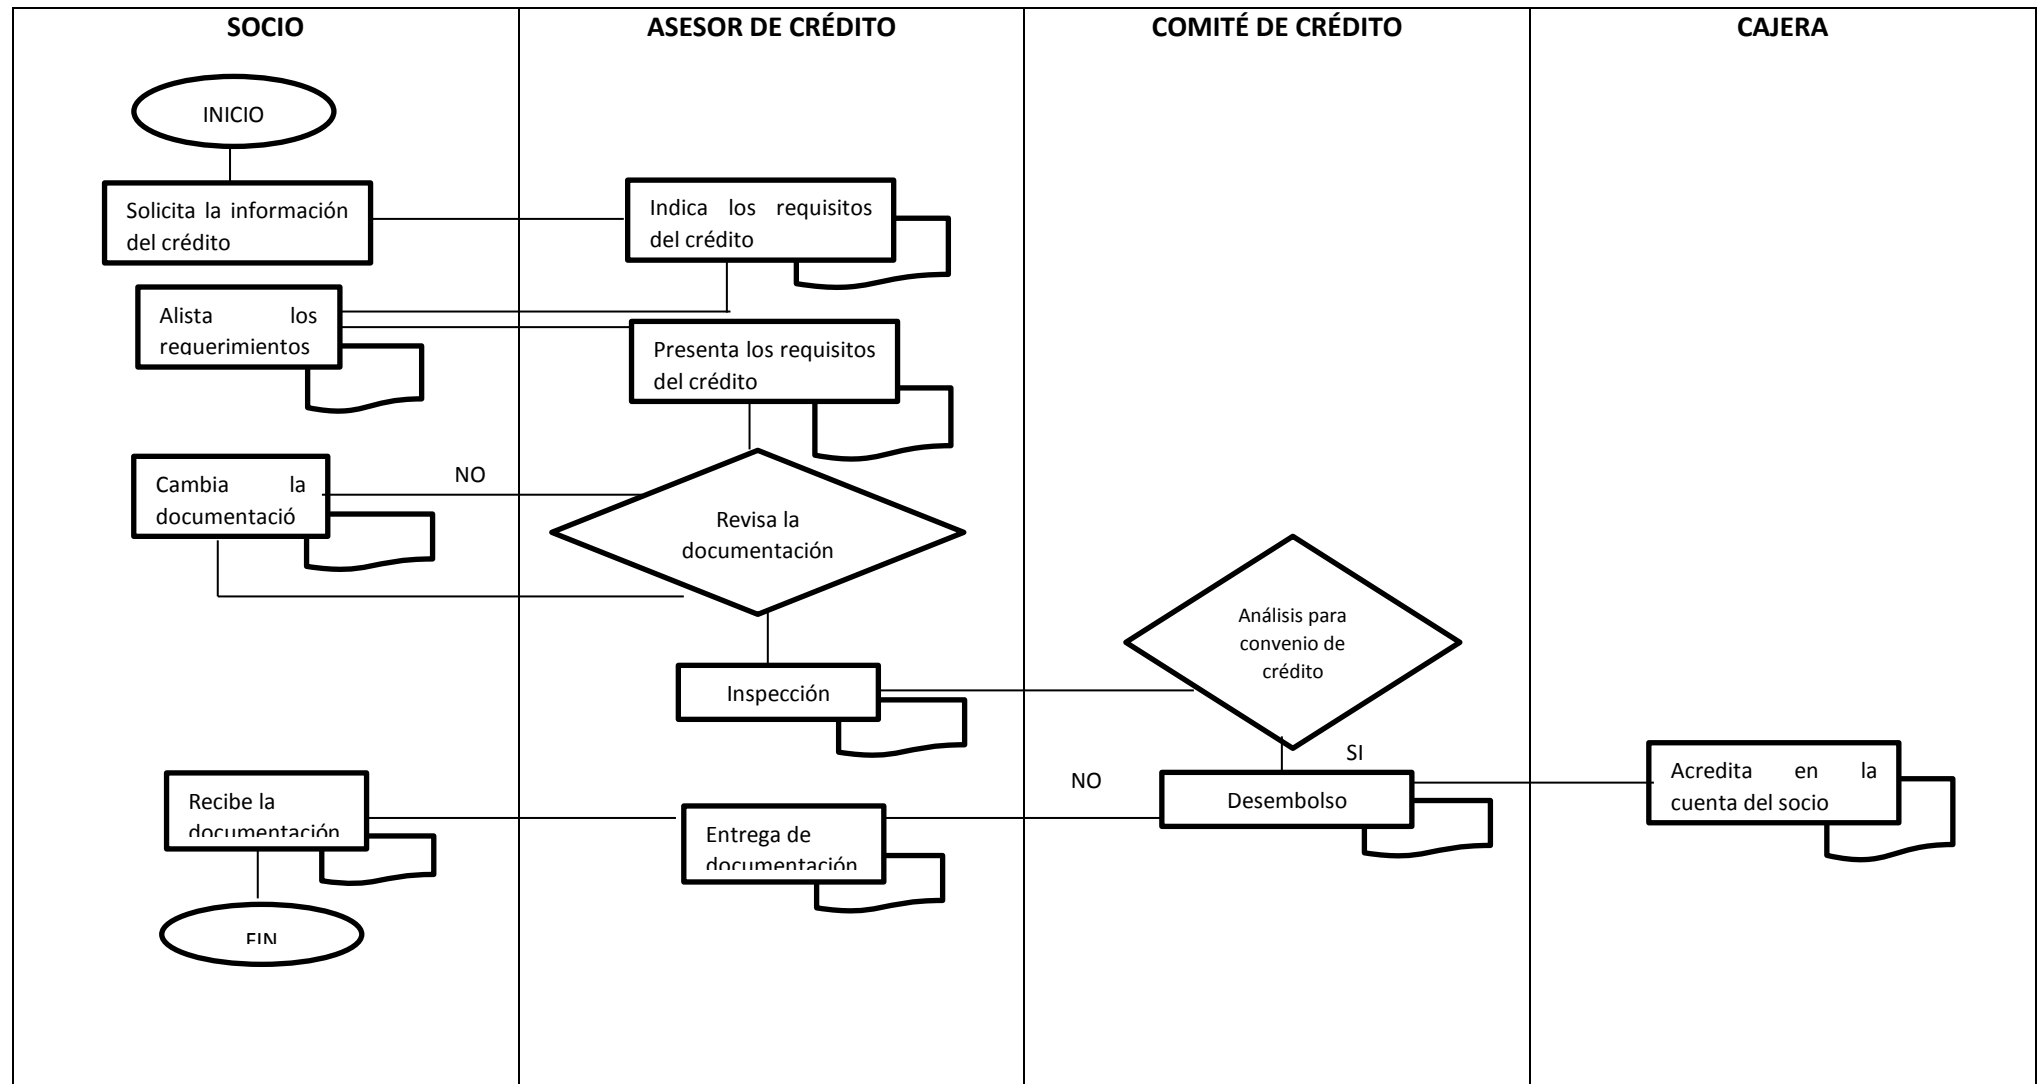 SOCIO
ASESOR DE CRÉDITO
COMITÉ DE CRÉDITO
CAJERA
INICIO
Solicita la información
del crédito
Indica los requisitos
del crédito
Alista los
requerimientos
Presenta los requisitos
del crédito
Cambia la
documentació
NO
Revisa la
documentación
Análisis para
convenio de
crédito
Inspección
SI
NO
Desembolso
Acredita en la
cuenta del socio
Recibe la
documentación
Entrega de
documentación
FIN